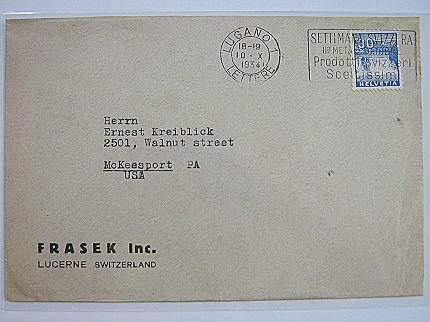 LUGANO 1
18-19
10·X
1934
LETTERE
SETTIMANA SVIZZERA
Prodotti svizzeri
30
HELVETIA
Herrn
Ernest Kreiblick
2501, Walnut street
McKeesport PA
USA
FRASEK Inc.
LUCERNE SWITZERLAND